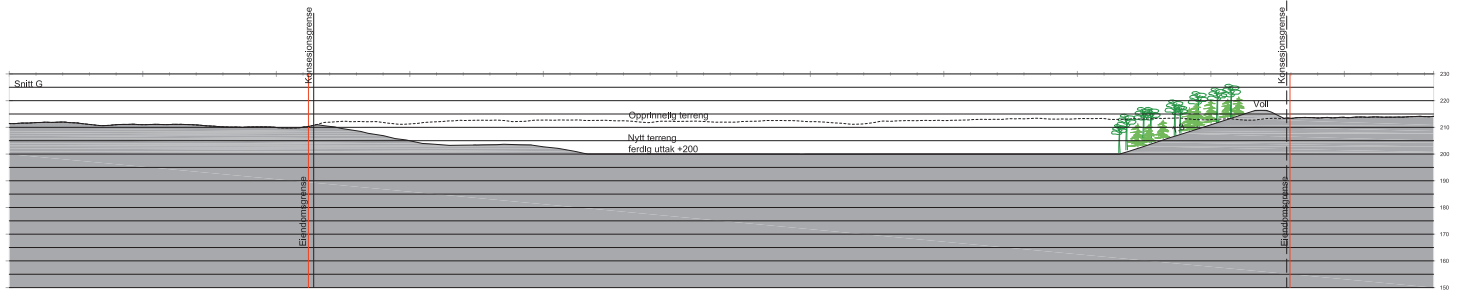 Konsesjonsgrense
Konsesjonsgrense
Snitt G
230
220
Voll
Opprinnelig terreng
210
Nytt terreng
ferdig uttak +200
200
190
Eiendomsgrense
Eiendomsgrense
180
170
160
150